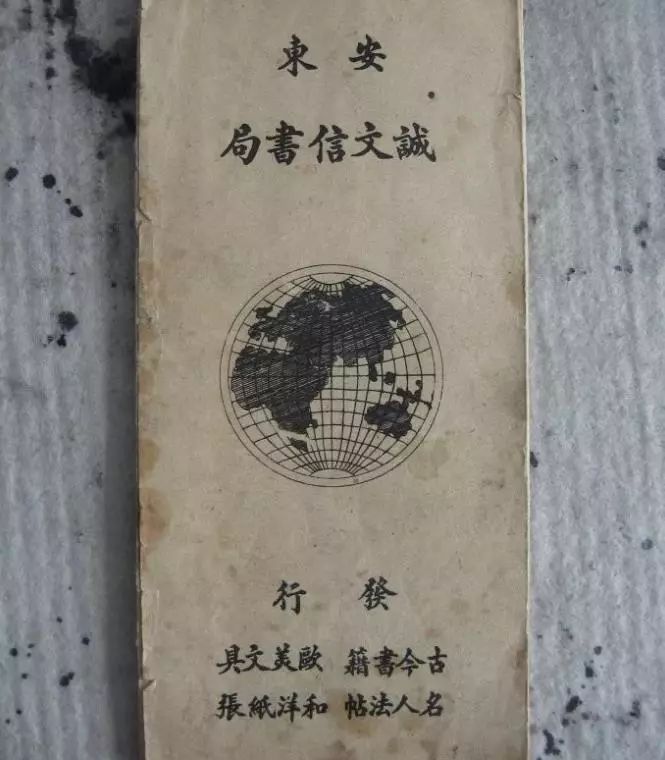 安東
誠文信書局
發行
古今書籍 歐美文具
名人法帖 和洋紙張